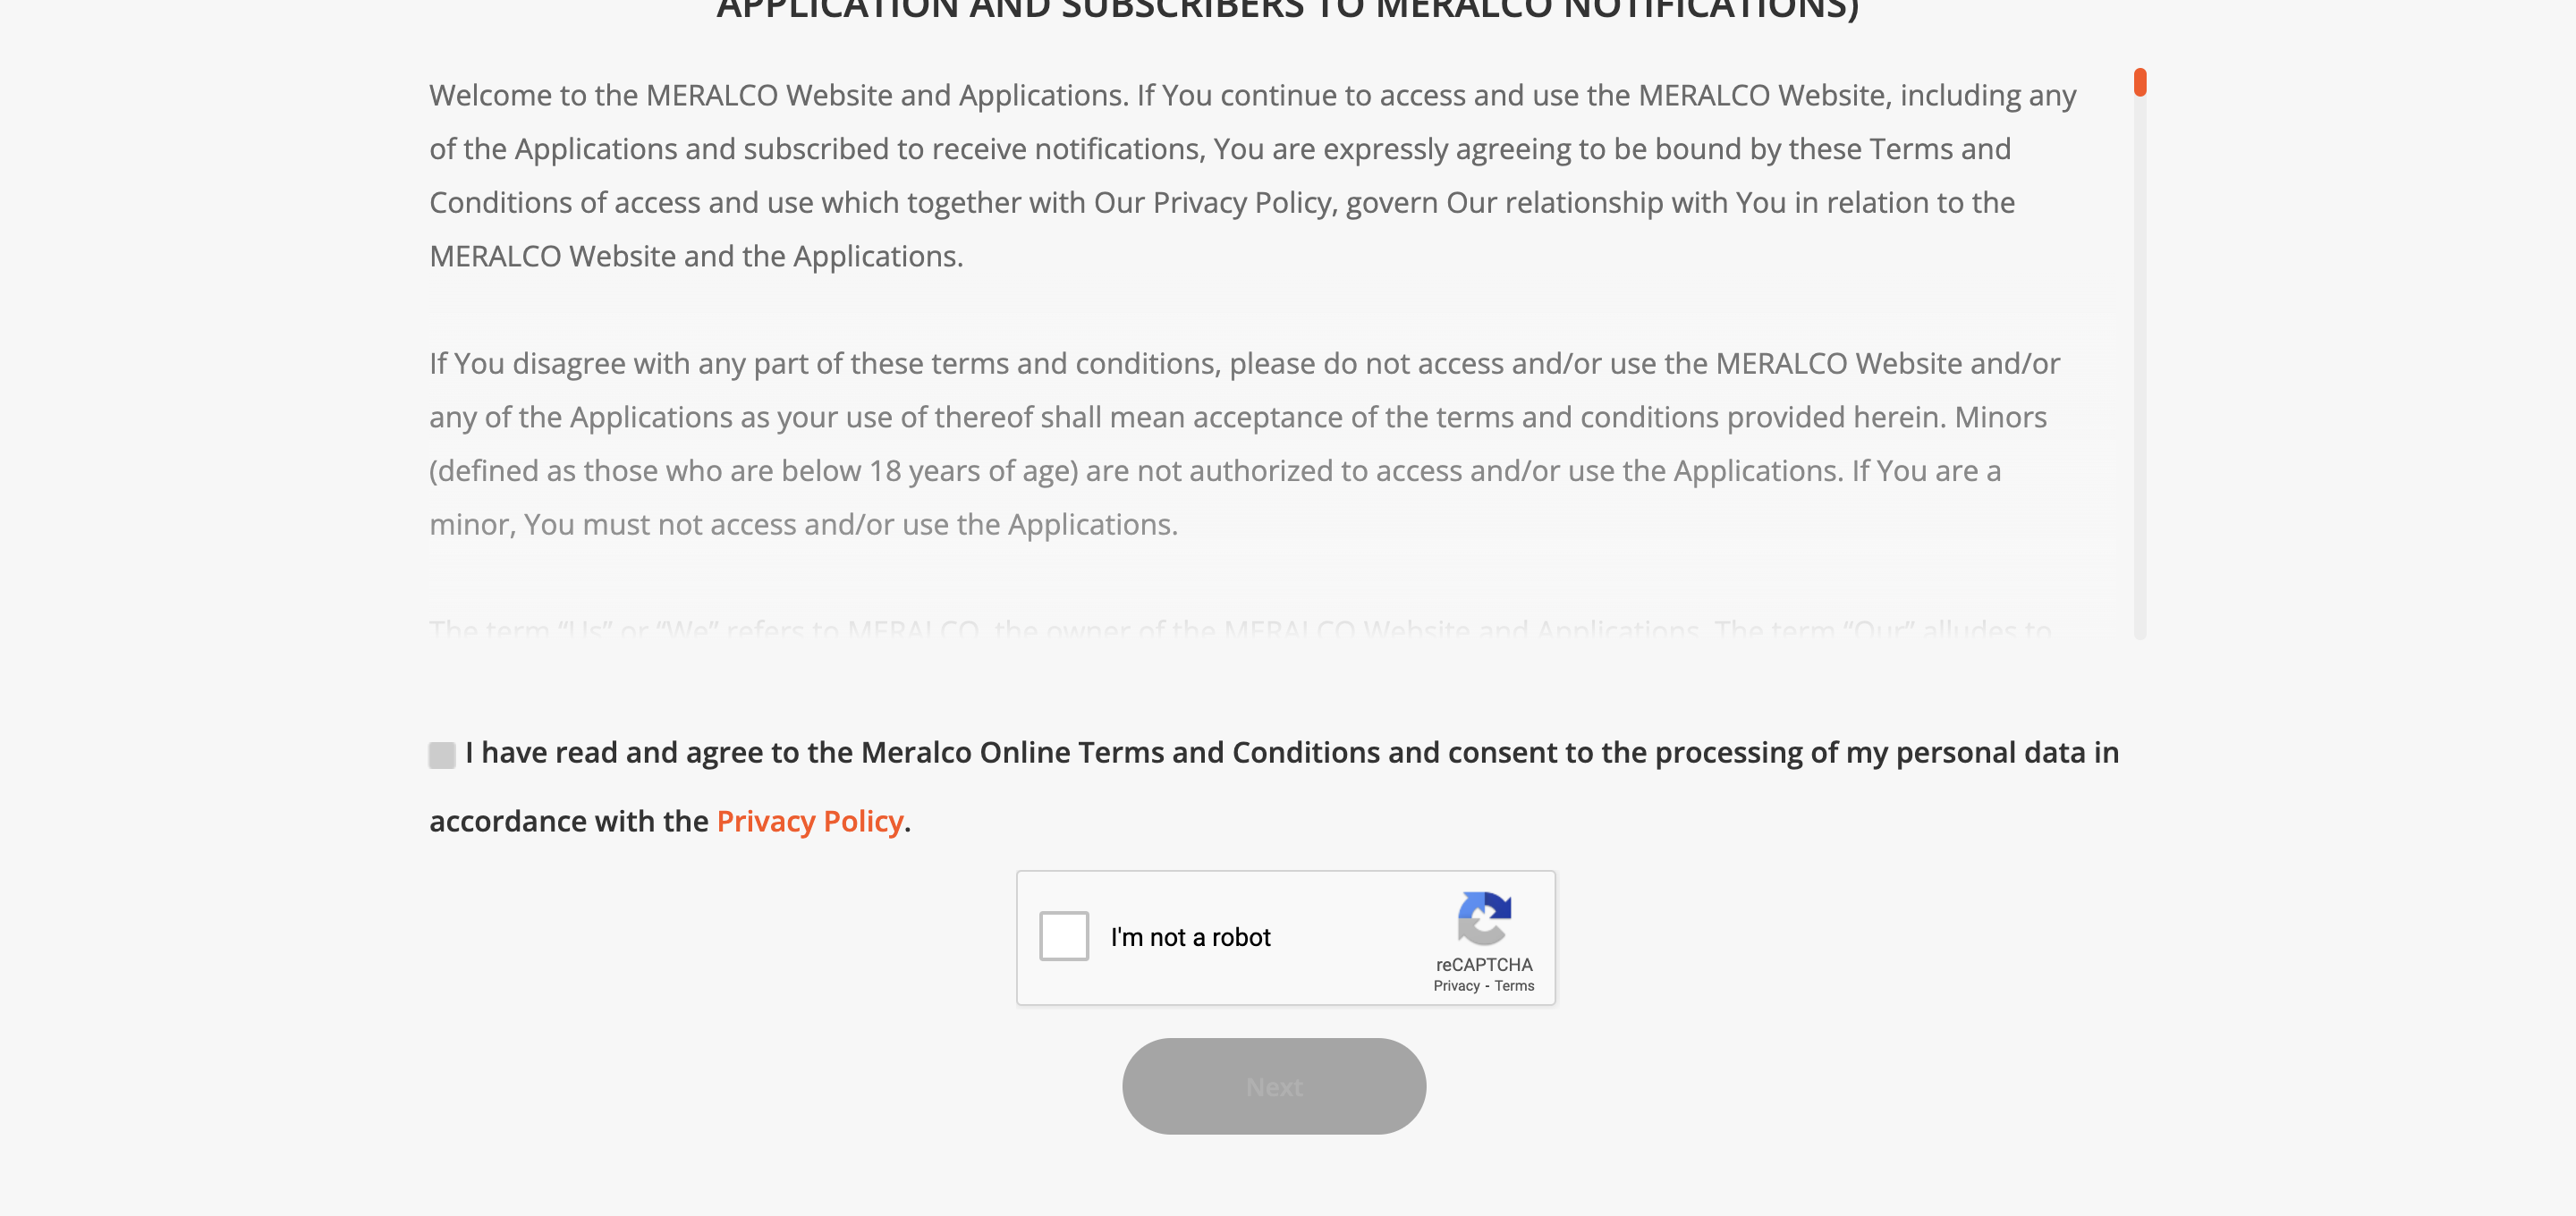 APPLICATION AND SUBSCRIBERS TO MERALCO NOTIFICATIONS)
Welcome to the MERALCO Website and Applications. If You continue to access and use the MERALCO Website, including any
of the Applications and subscribed to receive notifications, You are expressly agreeing to be bound by these Terms and
Conditions of access and use which together with Our Privacy Policy, govern Our relationship with You in relation to the
MERALCO Website and the Applications.
If You disagree with any part of these terms and conditions, please do not access and/or use the MERALCO Website and/or
any of the Applications as your use of thereof shall mean acceptance of the terms and conditions provided herein. Minors
(defined as those who are below 18 years of age) are not authorized to access and/or use the Applications. If You are a
minor, You must not access and/or use the Applications.
The term “Us” or “We” refers to MERALCO, the owner of the MERALCO Website and Applications. The term “Our” alludes to
I have read and agree to the Meralco Online Terms and Conditions and consent to the processing of my personal data in
accordance with the Privacy Policy.
I'm not a robot
reCAPTCHA
Privacy - Terms
Next